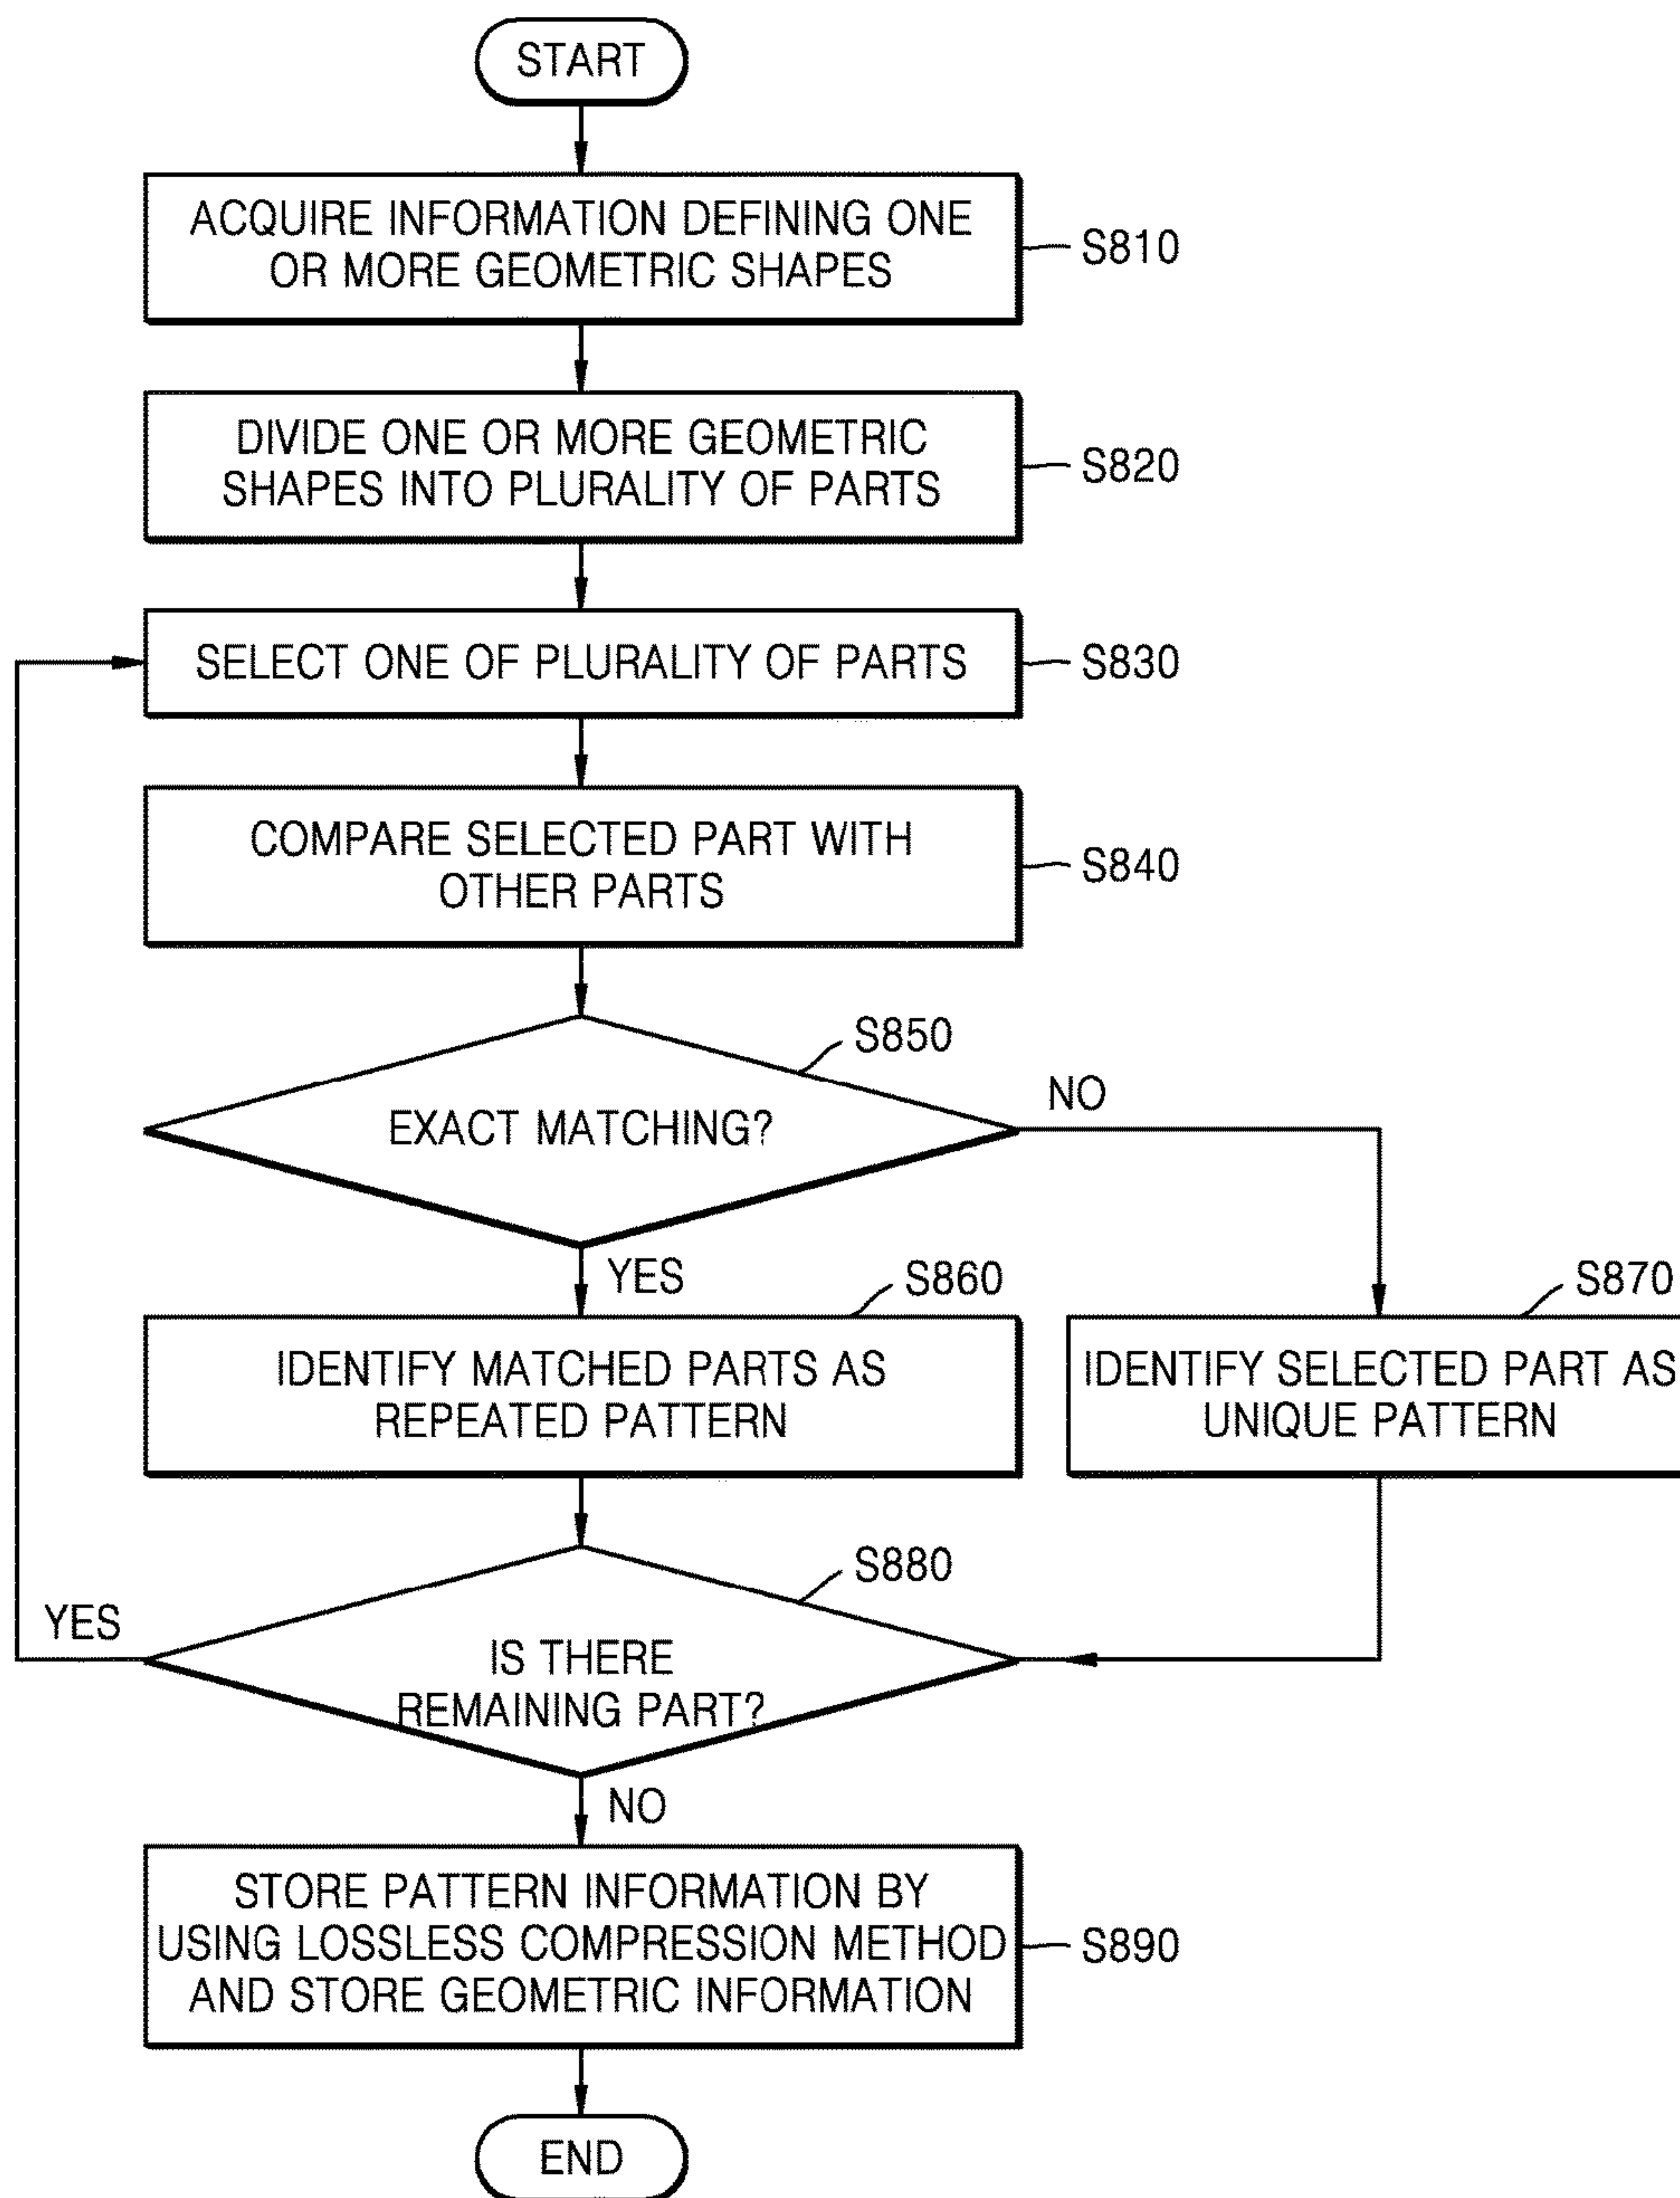 START
ACQUIRE INFORMATION DEFINING ONE
OR MORE GEOMETRIC SHAPES
S810
DIVIDE ONE OR MORE GEOMETRIC
SHAPES INTO PLURALITY OF PARTS
S820
SELECT ONE OF PLURALITY OF PARTS
S830
COMPARE SELECTED PART WITH
OTHER PARTS
S840
S850
EXACT MATCHING?
NO
YES
S860
IDENTIFY MATCHED PARTS AS
REPEATED PATTERN
S870
IDENTIFY SELECTED PART AS
UNIQUE PATTERN
S880
IS THERE
REMAINING PART?
YES
NO
STORE PATTERN INFORMATION BY
USING LOSSLESS COMPRESSION METHOD
AND STORE GEOMETRIC INFORMATION
S890
END